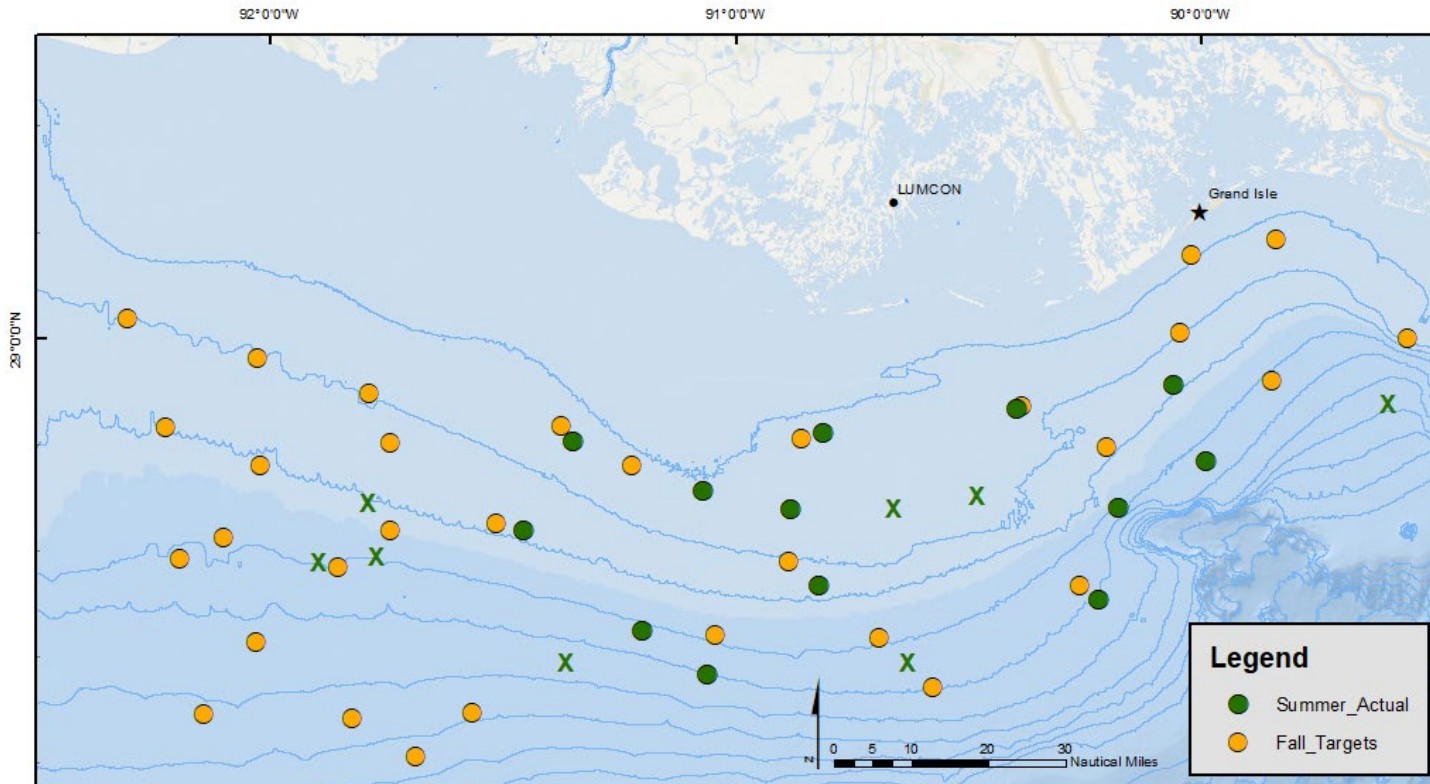 92°0'0"W 91°0'0"W 90°0'0"W
LUMCON
Grand Isle
29°0'0"N
X
X X
X
X X
X X
Legend
Summer_Actual
Fall_Targets
N
0 5 10 20 30
Nautical Miles